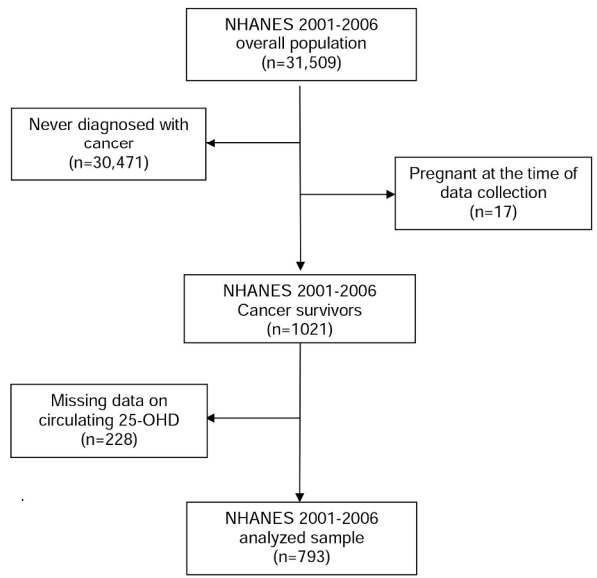 NHANES 2001-2006
overall population
(n=31,509)
Never diagnosed with
cancer
(n=30,471)
Pregnant at the time of
data collection
(n=17)
NHANES 2001-2006
Cancer survivors
(n=1021)
Missing data on
circulating 25-OHD
(n=228)
.
NHANES 2001-2006
analyzed sample
(n=793)